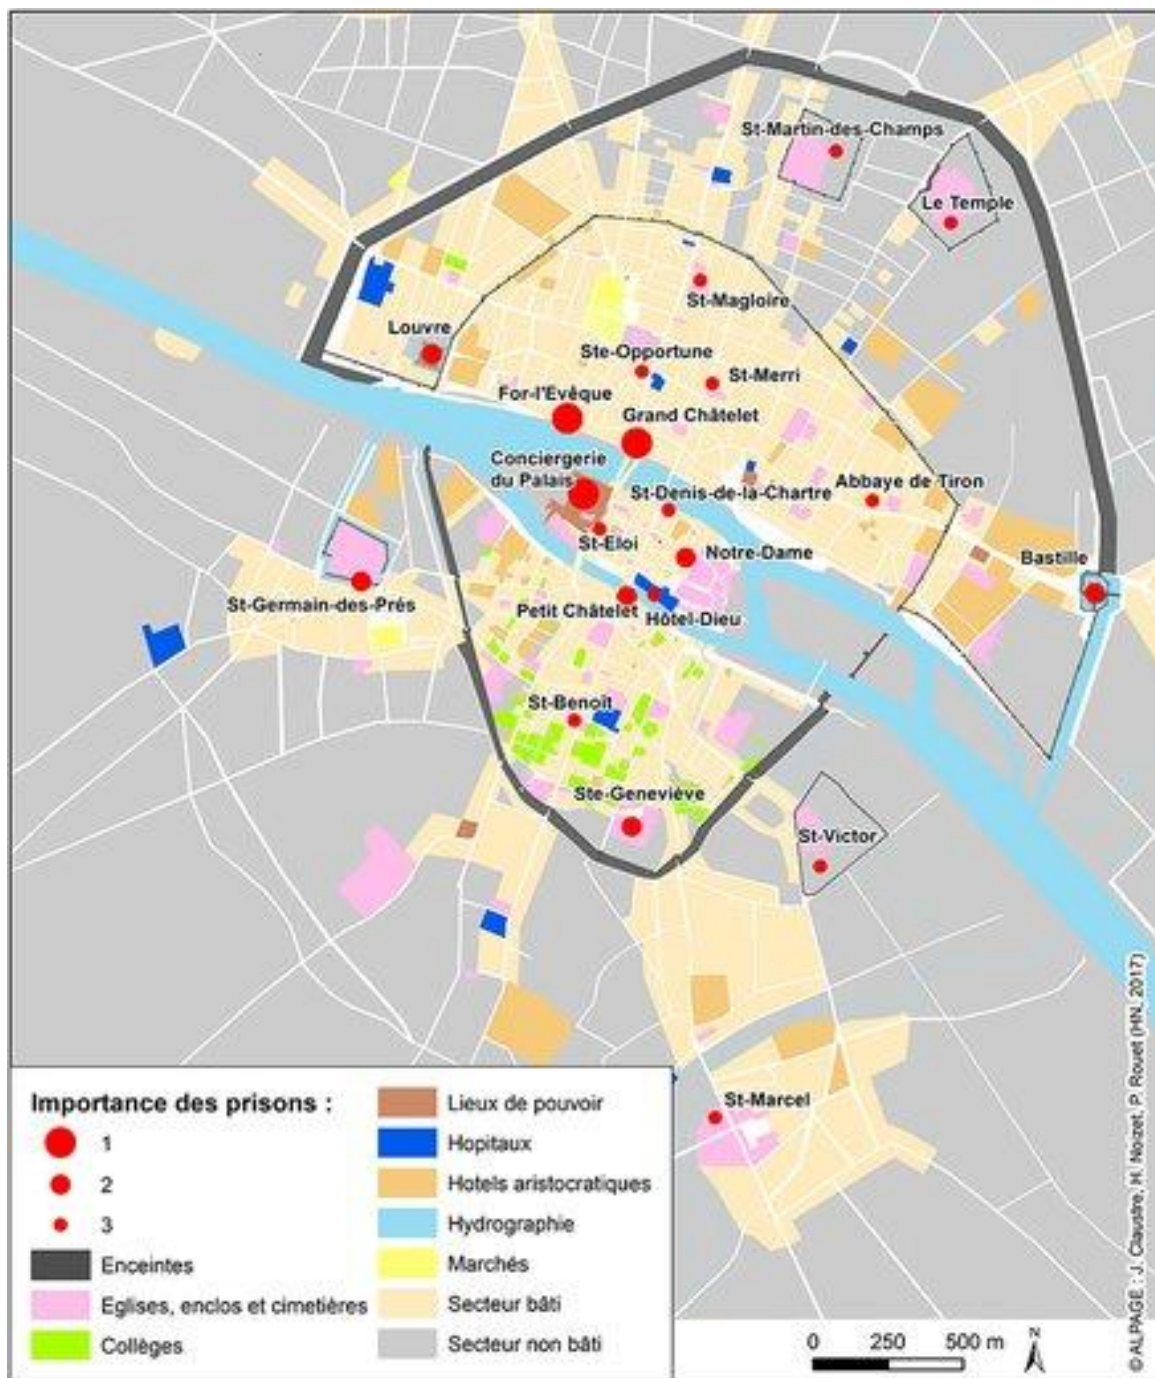 St-Martin-des-Champs
Le Temple
St-Magloire
Louvre
Ste-Opportune
St-Merri
For-l'Evêque
Grand Châtelet
Conciergerie
du Palais
St-Denis-de-la-Chartre
Abbaye de Tiron
St-Eloi
Notre-Dame
Bastille
St-Germain-des-Prés
Petit Châtelet
Hôtel-Dieu
St-Benoît
Ste-Geneviève
St-Victor
St-Marcel
Importance des prisons :
1
2
3
Enceintes
Eglises, enclos et cimetières
Collèges
Lieux de pouvoir
Hopitaux
Hotels aristocratiques
Hydrographie
Marchés
Secteur bâti
Secteur non bâti
0 250 500 m
N
© ALPAGE : J. Claustre, H. Noizet, P. Rouet (HN, 2017)